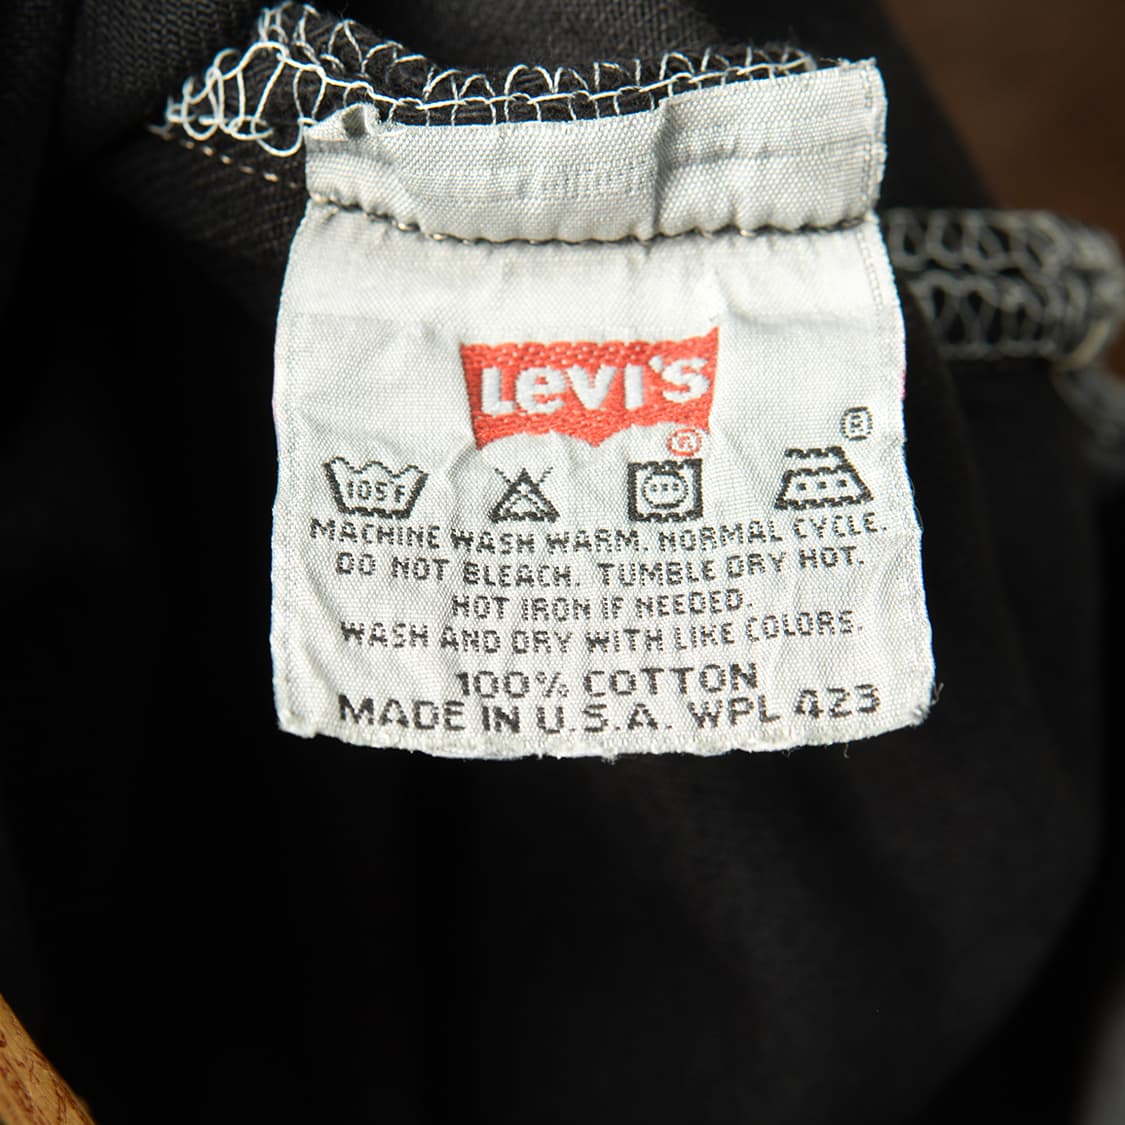 LeVI'S
®
®
105F
MACHINE WASH WARM. NORMAL CYCLE.
DO NOT BLEACH. TUMBLE DRY HOT.
HOT IRON IF NEEDED.
WASH AND DRY WITH LIKE COLORS.
100% COTTON
MADE IN U.S.A. WPL 423